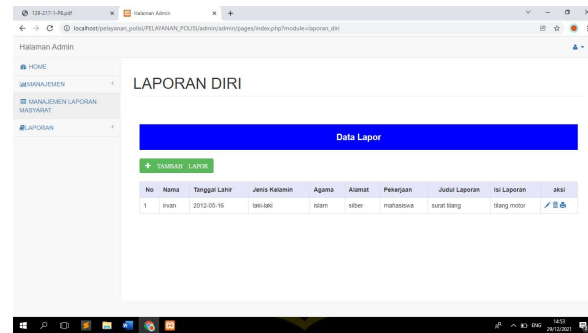 129-217-1-PB.pdf
Halaman Admin
localhost/pelayanan_polisi/PELAYANAN_POLISI/admin/admin/pages/index.php?module=laporan_diri
Halaman Admin
HOME
MANAJEMEN
MANAJEMEN LAPORAN
MASYARAT
LAPORAN
LAPORAN DIRI
Data Lapor
+ TAMBAH LAPOR
No Nama Tanggal Lahir Jenis Kelamin Agama Alamat Pekerjaan Judul Laporan Isi Laporan aksi
1 irvan 2012-05-16 laki-laki islam silber mahasiswa surat tilang tilang motor
ENG
14:53
29/12/2021